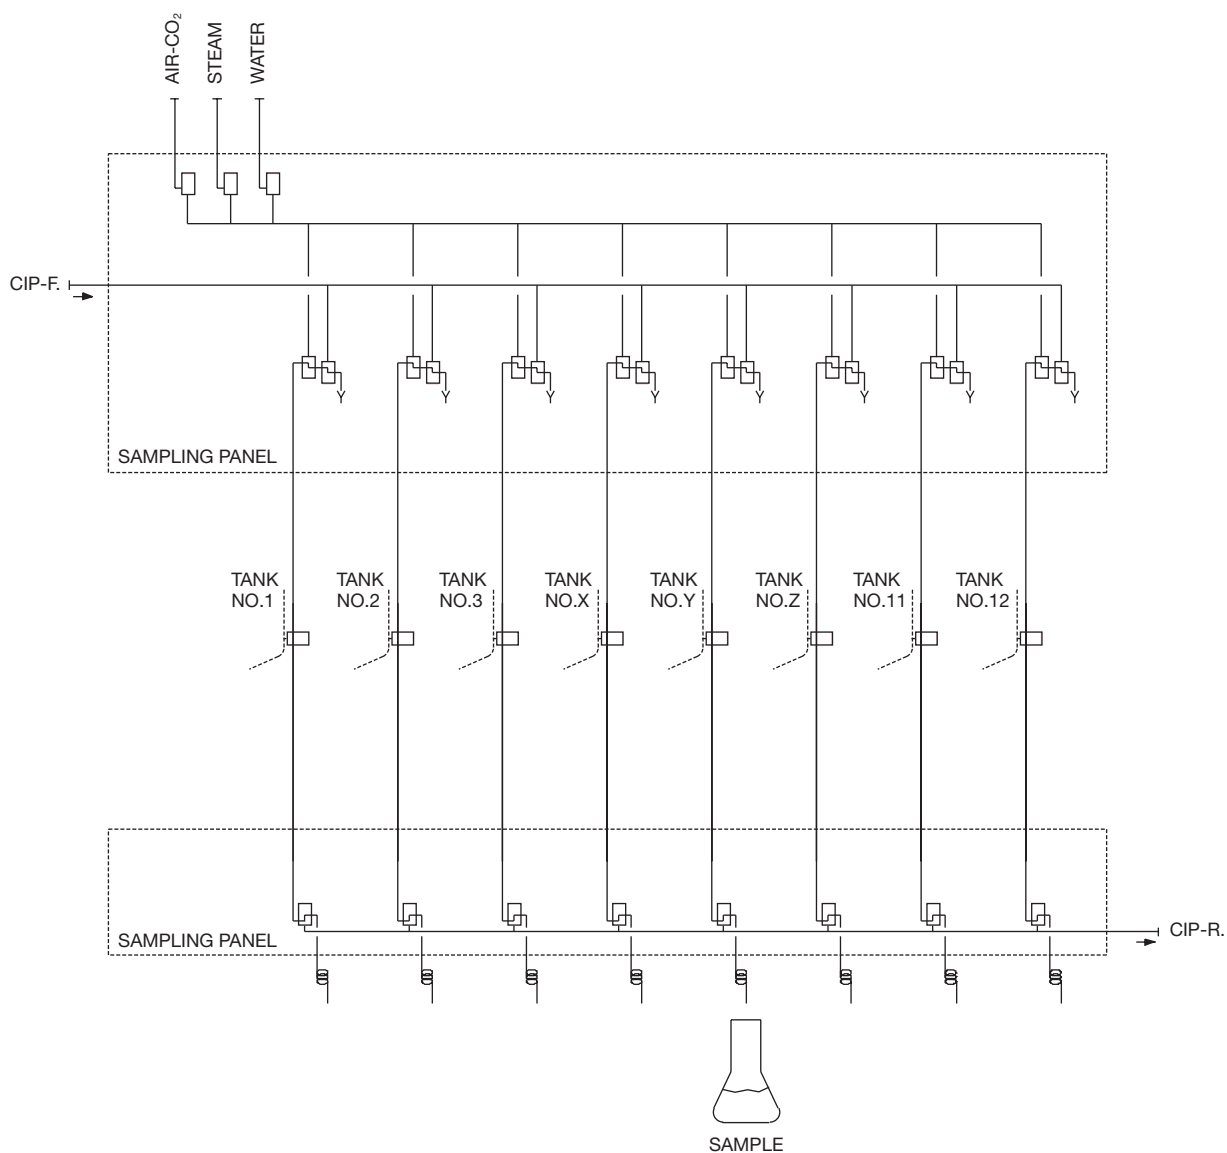 AIR-CO₂
STEAM
WATER
CIP-F.
SAMPLING PANEL
TANK
NO.1
TANK
NO.2
TANK
NO.3
TANK
NO.X
TANK
NO.Y
TANK
NO.Z
TANK
NO.11
TANK
NO.12
SAMPLING PANEL
CIP-R.
SAMPLE